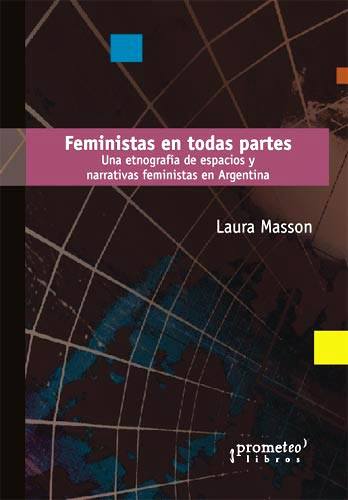 Feministas en todas partes
Una etnografía de espacios y
narrativas feministas en Argentina
Laura Masson
prometeo
libros